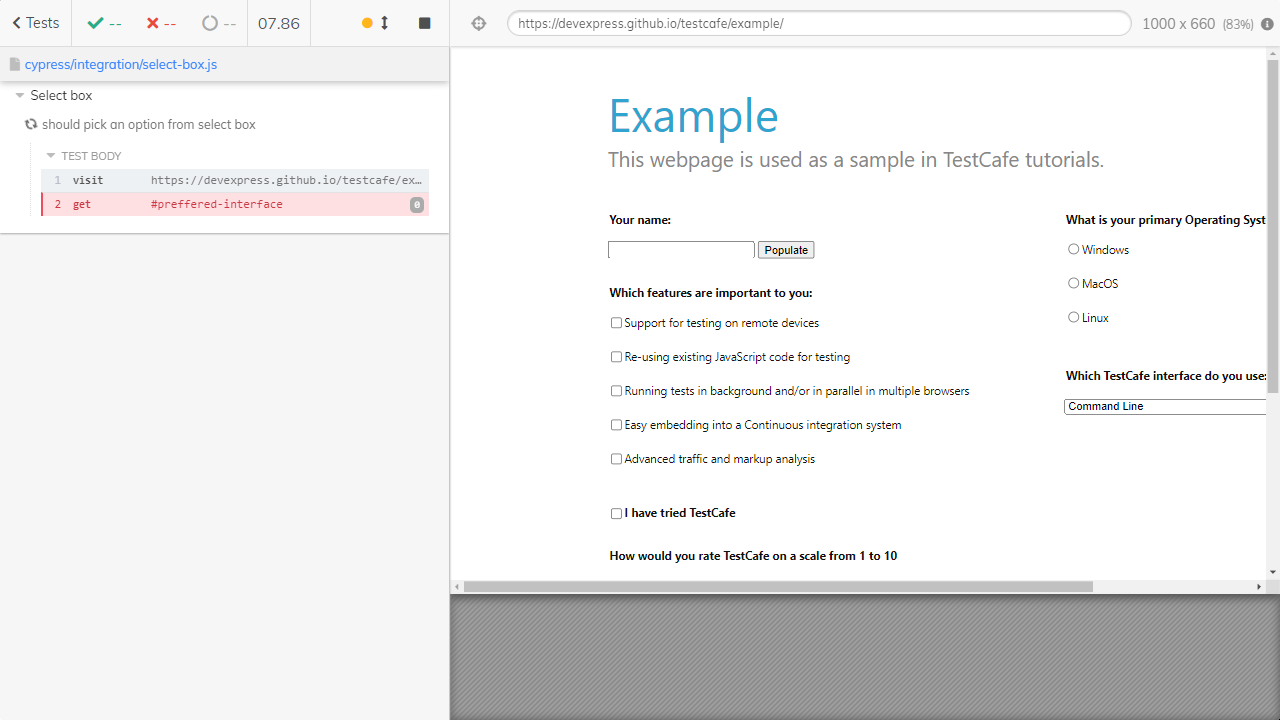 Tests -- -- -- 07.86
https://devexpress.github.io/testcafe/example/ 1000 x 660 (83%)
cypress/integration/select-box.js
Select box
should pick an option from select box
TEST BODY
1 visit https://devexpress.github.io/testcafe/ex…
2 get #preffered-interface 0
Example
This webpage is used as a sample in TestCafe tutorials.
Your name:
Populate
Which features are important to you:
Support for testing on remote devices
Re-using existing JavaScript code for testing
Running tests in background and/or in parallel in multiple browsers
Easy embedding into a Continuous integration system
Advanced traffic and markup analysis
I have tried TestCafe
How would you rate TestCafe on a scale from 1 to 10
What is your primary Operating Syst
Windows
MacOS
Linux
Which TestCafe interface do you use:
Command Line